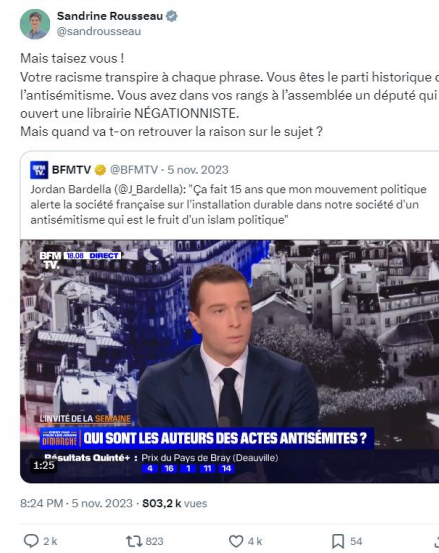 Sandrine Rousseau
@sandrousseau
Mais taisez vous !
Votre racisme transpire à chaque phrase. Vous êtes le parti historique d
l'antisémitisme. Vous avez dans vos rangs à l'assemblée un député qui
ouvert une librairie NÉGATIONNISTE.
Mais quand va t-on retrouver la raison sur le sujet ?
BFMTV @BFMTV · 5 nov. 2023
Jordan Bardella (@J_Bardella): "Ça fait 15 ans que mon mouvement politique
alerte la société française sur l'installation durable dans notre société d'un
antisémitisme qui est le fruit d'un islam politique"
BFM 18.08 DIRECT
TV.
L'INVITÉ DE LA SEMAINE
DIMANCHE QUI SONT LES AUTEURS DES ACTES ANTISÉMITES ?
Résultats Quinté+ : Prix du Pays de Bray (Deauville)
1:25 4 16 1 11 14
8:24 PM · 5 nov. 2023 · 803,2 k vues
2 k 823 4 k 54